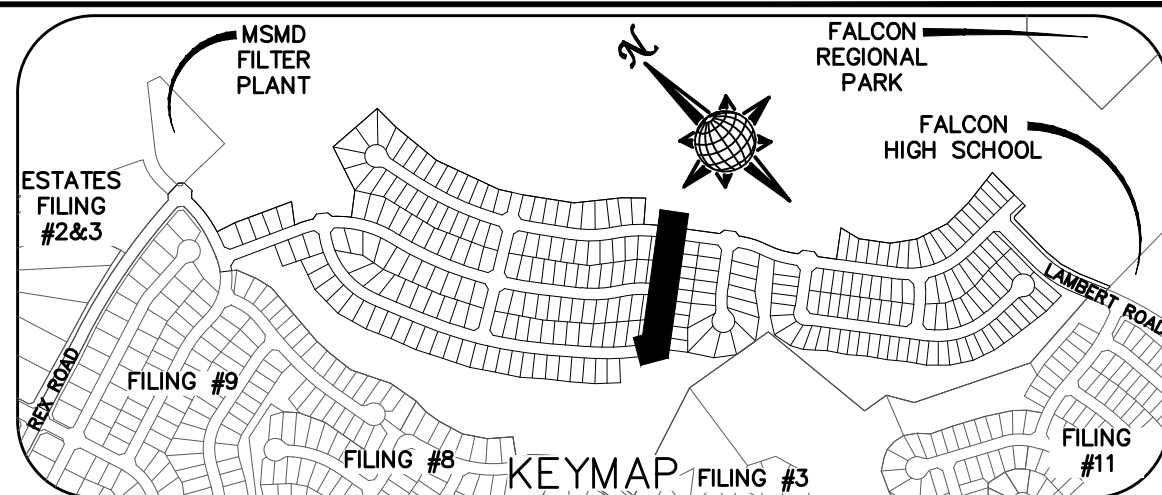 MSMD
FILTER
PLANT
N
FALCON
REGIONAL
PARK
FALCON
HIGH SCHOOL
ESTATES
FILING
#2&3
LAMBERT ROAD
REX ROAD
FILING #9
FILING #8
KEYMAP
FILING #3
FILING
#11